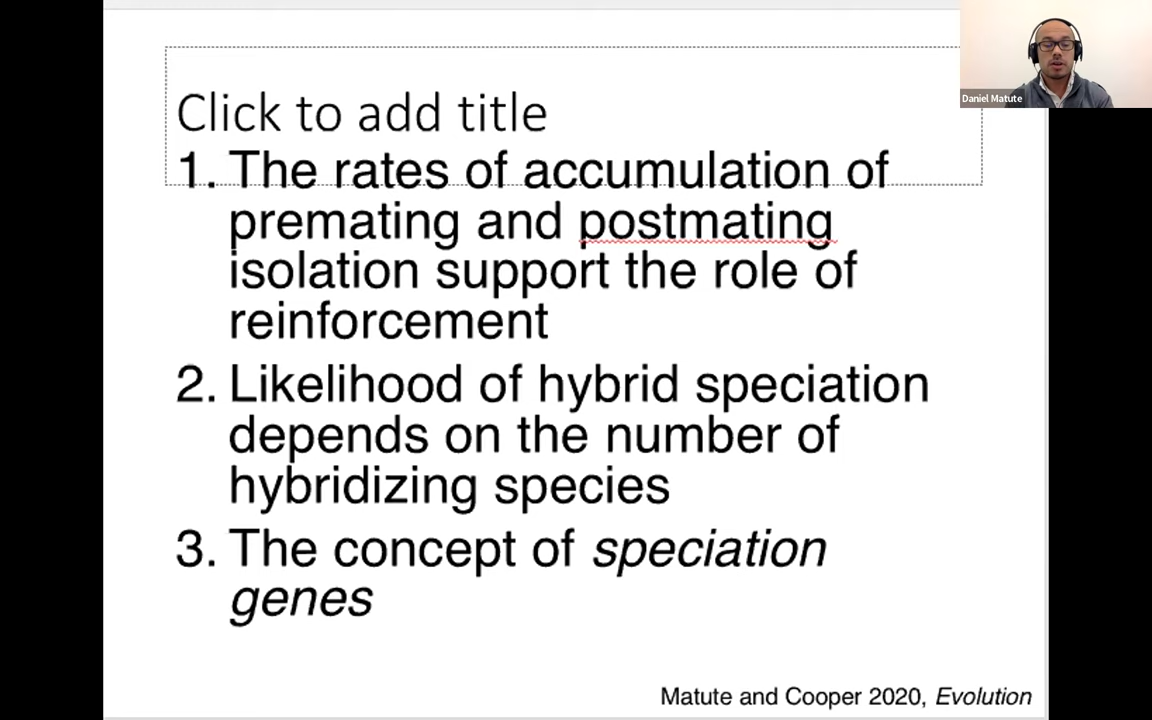 Click to add title
1. The rates of accumulation of
premating and postmating
isolation support the role of
reinforcement
2. Likelihood of hybrid speciation
depends on the number of
hybridizing species
3. The concept of speciation
genes
Matute and Cooper 2020, Evolution
Daniel Matute